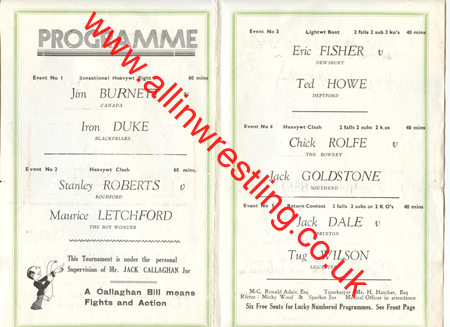 PROGRAMME
Event No 1 Sensational Heavywt Fight 60 mins
Jim BURNETT v
CANADA
Iron DUKE
BLACKFRIARS
Event No 2 Heavywt Clash 60 mins
Stanley ROBERTS v
ROCHFORD
Maurice LETCHFORD
THE BOY WONDER
This Tournament is under the personal
Supervision of Mr. JACK CALLAGHAN Jnr
A Callaghan Bill means
Fights and Action
Event No 3 Lightwt Bout 2 falls 2 sub 2 ko's 40 mins
Eric FISHER v
DEWSBURY
Ted HOWE
DEPTFORD
Event No 4 Heavywt Clash 2 falls 2 subs 2 kos 40 mins
Chick ROLFE v
THE BOWERY
Jack GOLDSTONE
SOUTHEND
Event No 5 Return Contest 2 falls 2 subs or 2 K O's 40 mins
Jack DALE v
BRIXTON
Tug WILSON
LEICESTER
M.C. Ronald Adair, Esq Timekeeper Mr. H. Hatcher, Esq
Referee : Micky Wood & Sparkes Jnr Medical Officer in attendance
Six Free Seats for Lucky Numbered Programmes. See Front Page
www.allinwrestling.co.uk